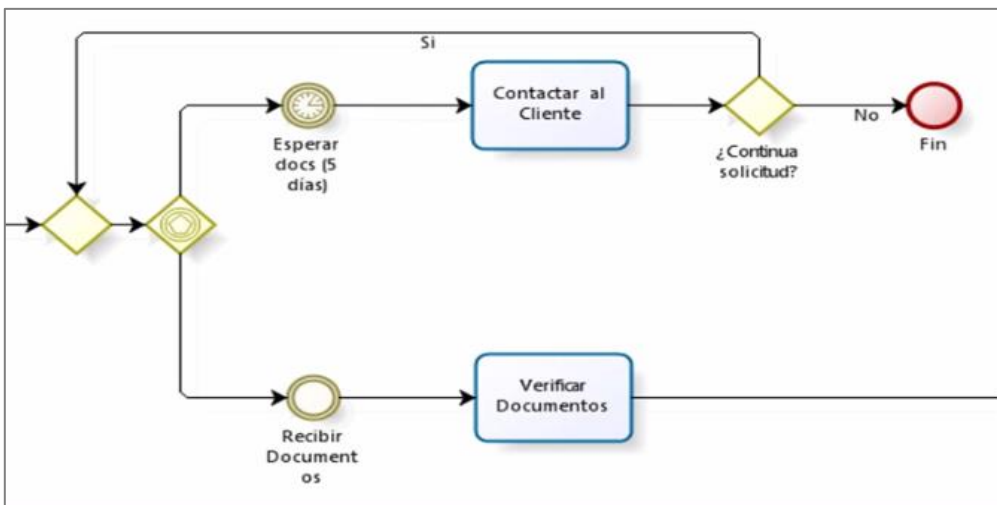 Si
Contactar al
Cliente
Esperar
docs (5
días)
No
¿Continua
solicitud?
Fin
Verificar
Documentos
Recibir
Document
os